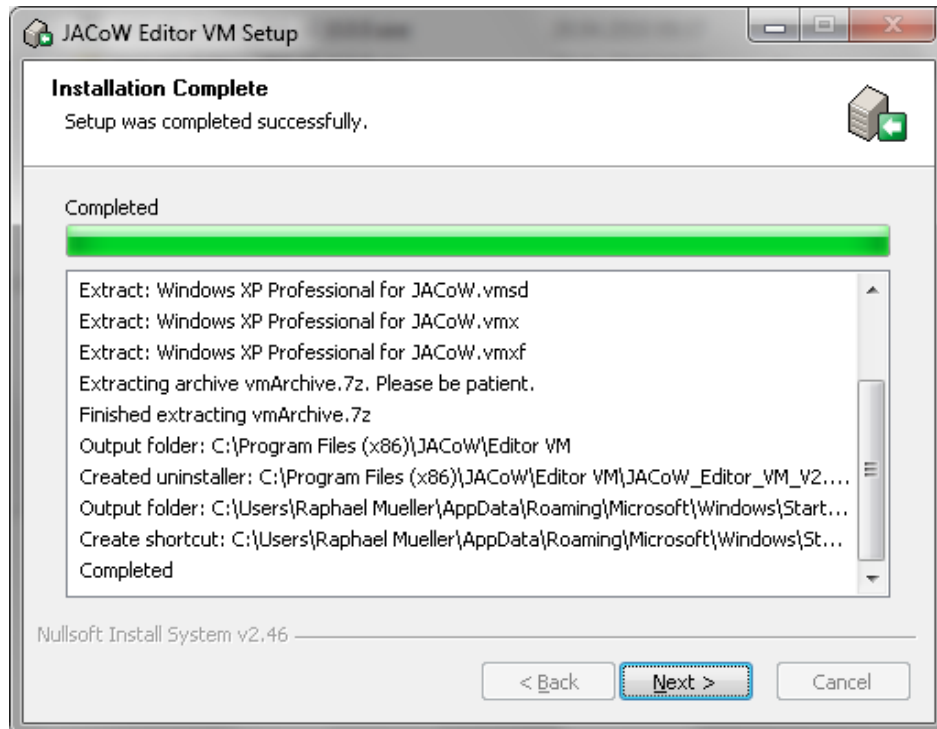 JACoW Editor VM Setup
Installation Complete
Setup was completed successfully.
Completed
Extract: Windows XP Professional for JACoW.vmsd
Extract: Windows XP Professional for JACoW.vmx
Extract: Windows XP Professional for JACoW.vmxf
Extracting archive vmArchive.7z. Please be patient.
Finished extracting vmArchive.7z
Output folder: C:\Program Files (x86)\JACoW\Editor VM
Created uninstaller: C:\Program Files (x86)\JACoW\Editor VM\JACoW_Editor_VM_V2....
Output folder: C:\Users\Raphael Mueller\AppData\Roaming\Microsoft\Windows\Start...
Create shortcut: C:\Users\Raphael Mueller\AppData\Roaming\Microsoft\Windows\St...
Completed
Nullsoft Install System v2.46
< Back Next > Cancel